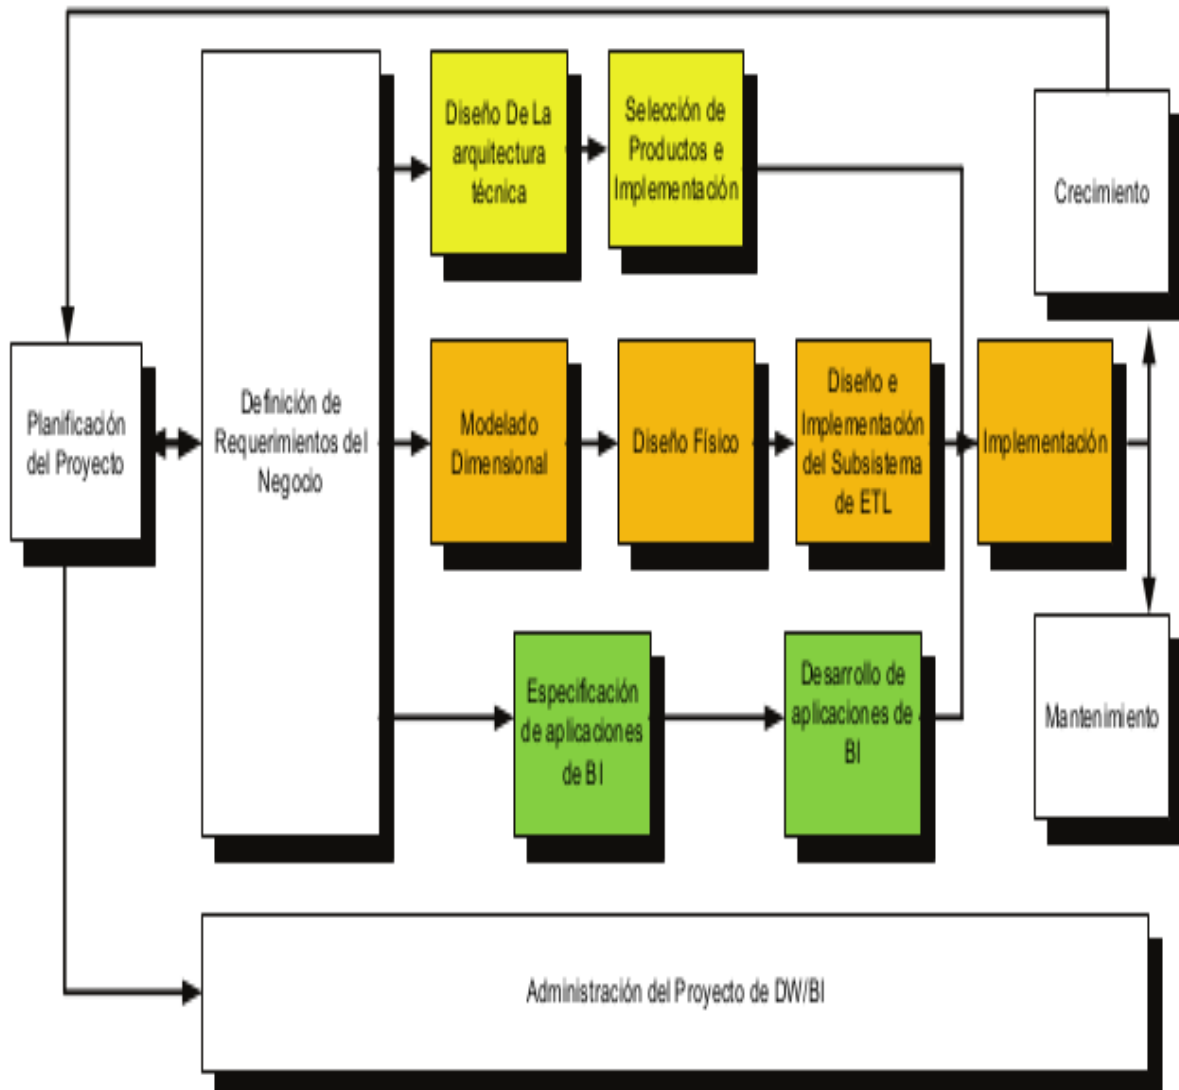 Diseño De La
arquitectura
técnica
Selección de
Productos e
Implementación
Crecimiento
Planificación
del Proyecto
Definición de
Requerimientos del
Negocio
Modelado
Dimensional
Diseño Físico
Diseño e
Implementación
del Subsistema
de ETL
Implementación
Especificación
de aplicaciones
de BI
Desarrollo de
aplicaciones de
BI
Mantenimiento
Administración del Proyecto de DW/BI